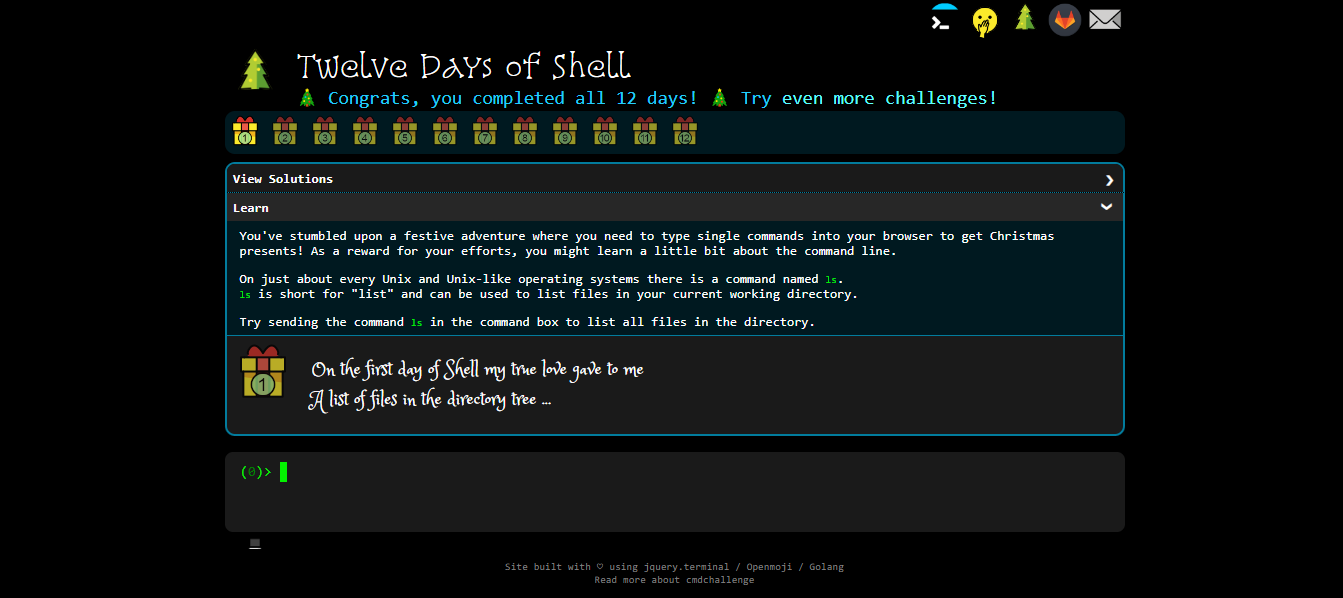 Twelve Days of Shell
Congrats, you completed all 12 days! Try even more challenges!
1 2 3 4 5 6 7 8 9 10 11 12
View Solutions
Learn
You've stumbled upon a festive adventure where you need to type single commands into your browser to get Christmas
presents! As a reward for your efforts, you might learn a little bit about the command line.
On just about every Unix and Unix-like operating systems there is a command named ls.
ls is short for "list" and can be used to list files in your current working directory.
Try sending the command ls in the command box to list all files in the directory.
1
On the first day of Shell my true love gave to me
A list of files in the directory tree ...
(0)>
Site built with ♡ using jquery.terminal / Openmoji / Golang
Read more about cmdchallenge